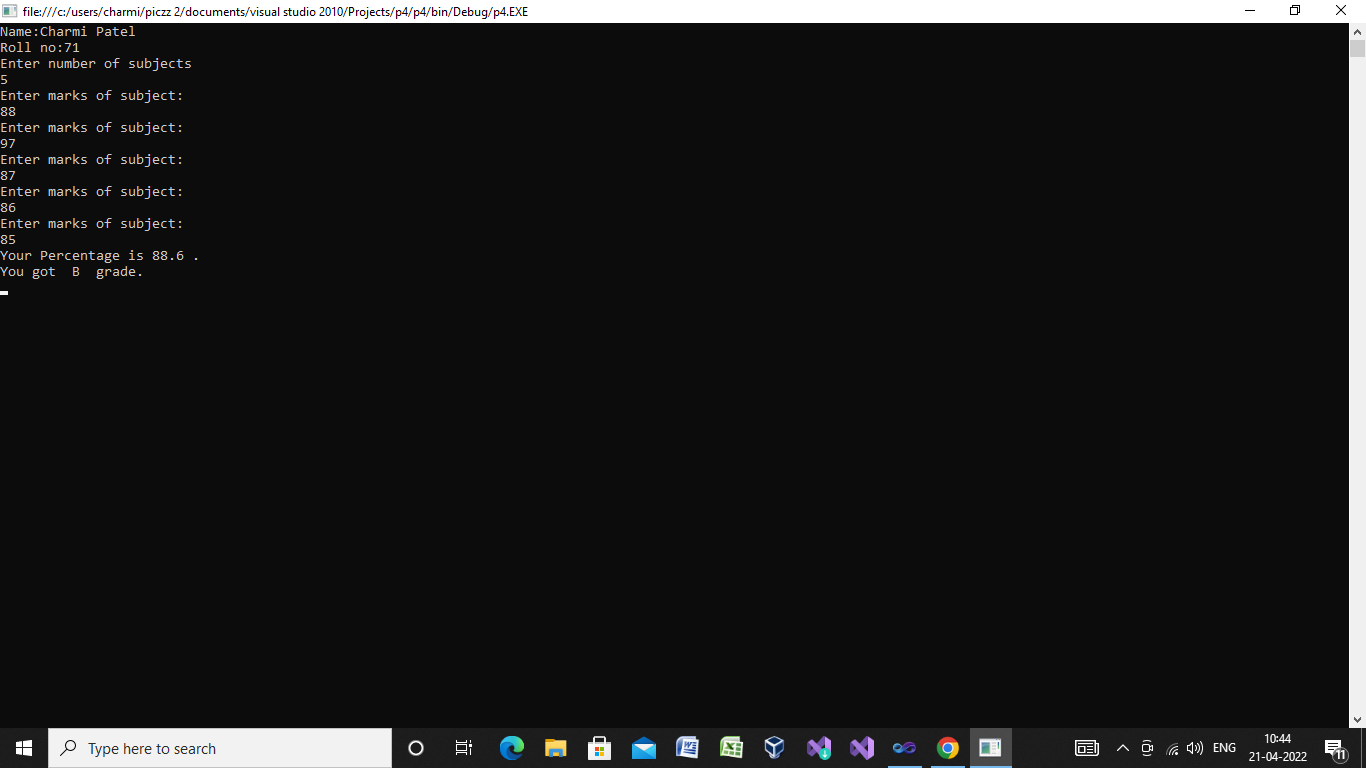 file:///c:/users/charmi/piczz 2/documents/visual studio 2010/Projects/p4/p4/bin/Debug/p4.EXE
Name:Charmi Patel
Roll no:71
Enter number of subjects
5
Enter marks of subject:
88
Enter marks of subject:
97
Enter marks of subject:
87
Enter marks of subject:
86
Enter marks of subject:
85
Your Percentage is 88.6 .
You got  B  grade.
Type here to search
ENG
10:44
21-04-2022
11